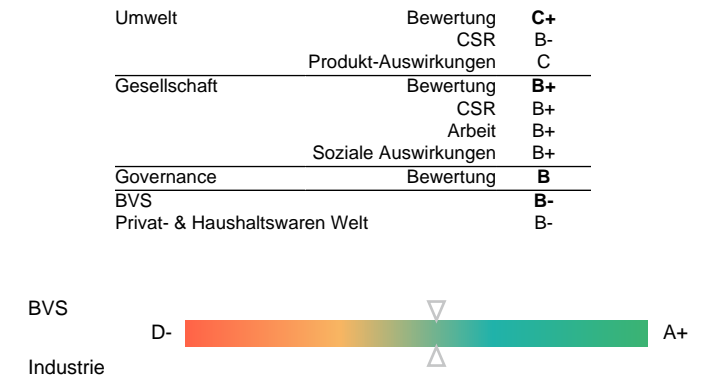 Umwelt Bewertung C+
CSR B-
Produkt-Auswirkungen C
Gesellschaft Bewertung B+
CSR B+
Arbeit B+
Soziale Auswirkungen B+
Governance Bewertung B
BVS B-
Privat- & Haushaltswaren Welt B-
BVS
D- A+
Industrie